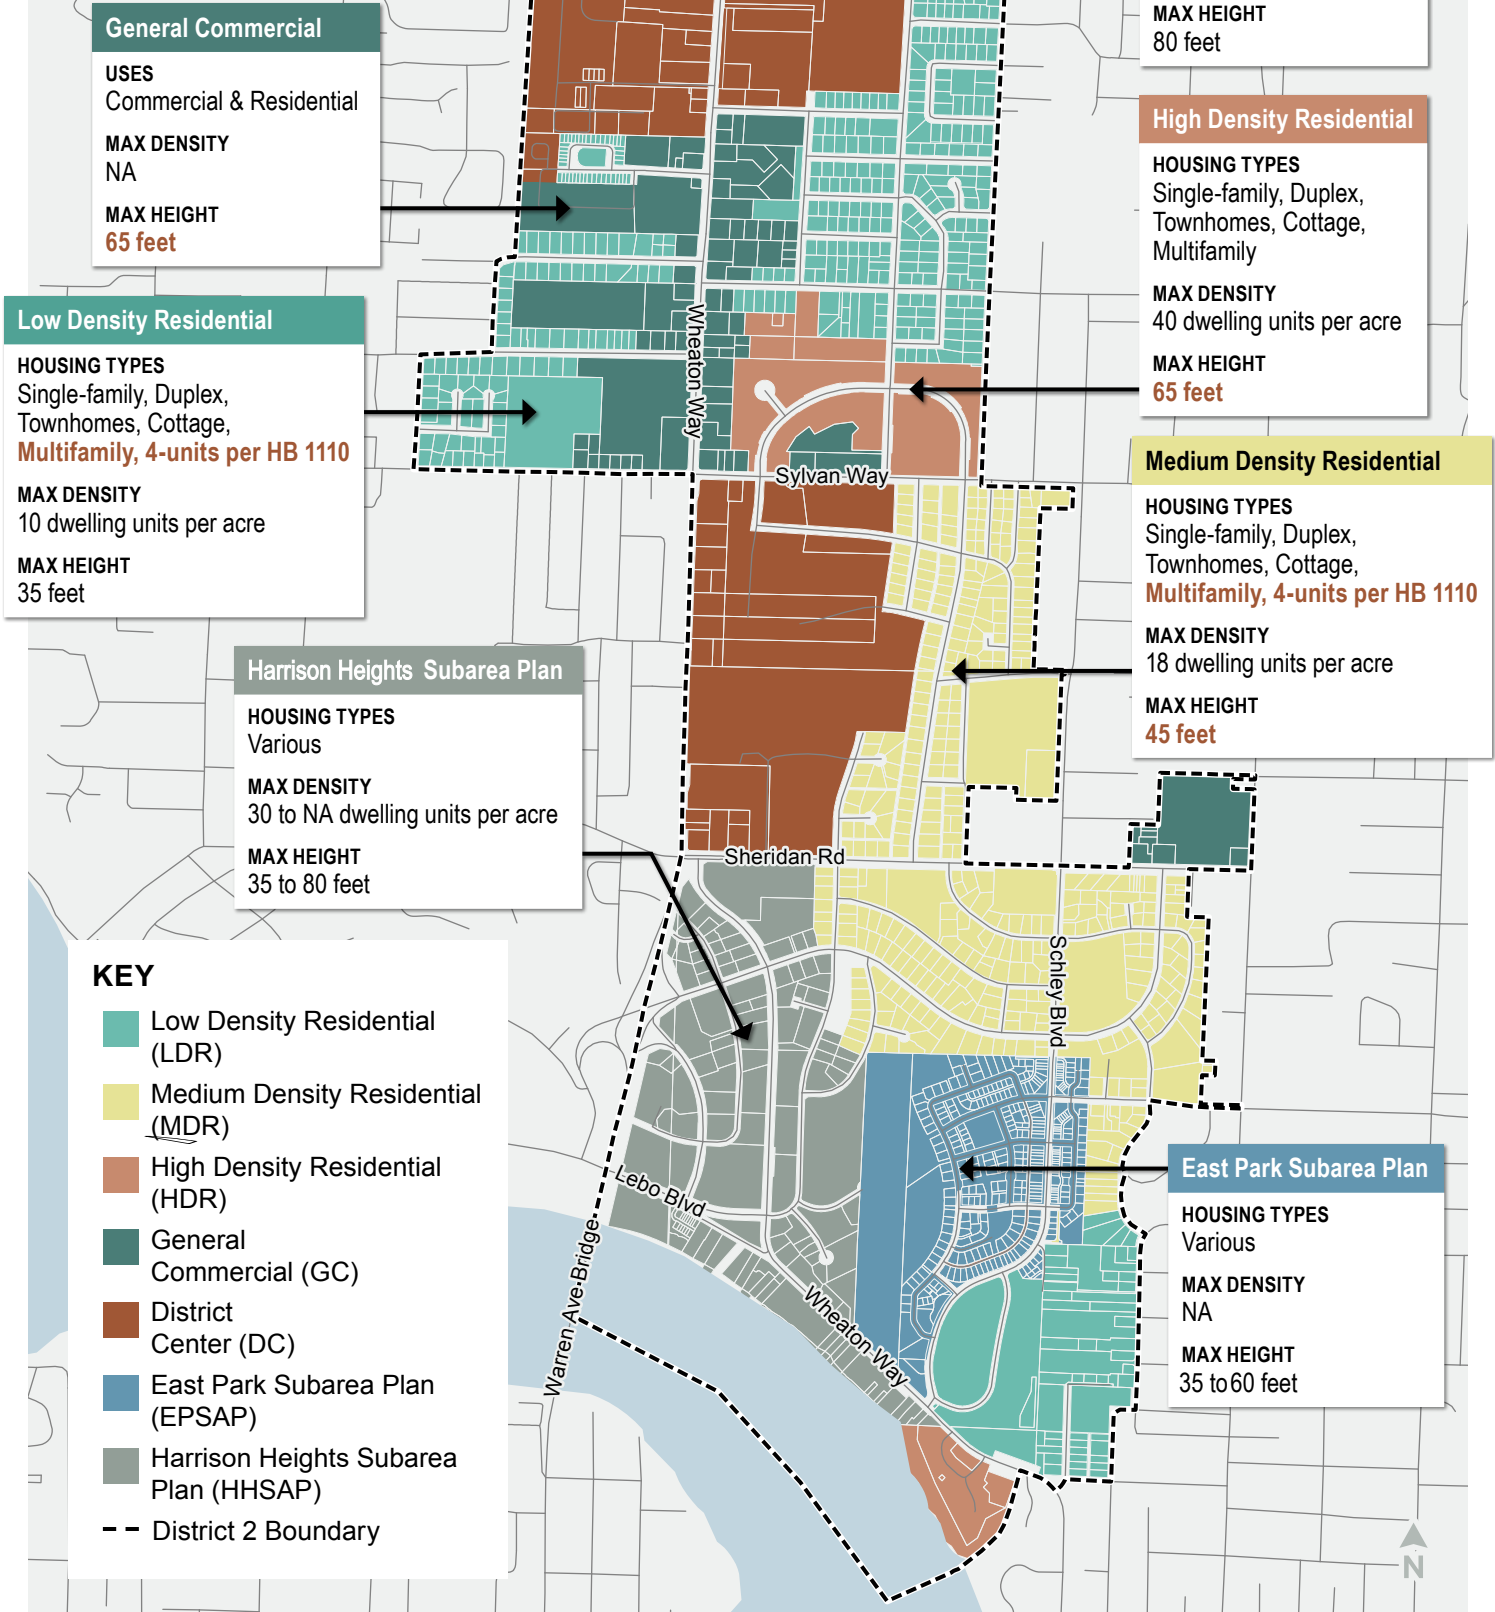 General Commercial
USES
Commercial & Residential
MAX DENSITY
NA
MAX HEIGHT
65 feet
MAX HEIGHT
80 feet
High Density Residential
HOUSING TYPES
Single-family, Duplex,
Townhomes, Cottage,
Multifamily
MAX DENSITY
40 dwelling units per acre
MAX HEIGHT
65 feet
Low Density Residential
HOUSING TYPES
Single-family, Duplex,
Townhomes, Cottage,
Multifamily, 4-units per HB 1110
MAX DENSITY
10 dwelling units per acre
MAX HEIGHT
35 feet
Medium Density Residential
HOUSING TYPES
Single-family, Duplex,
Townhomes, Cottage,
Multifamily, 4-units per HB 1110
MAX DENSITY
18 dwelling units per acre
MAX HEIGHT
45 feet
Harrison Heights Subarea Plan
HOUSING TYPES
Various
MAX DENSITY
30 to NA dwelling units per acre
MAX HEIGHT
35 to 80 feet
East Park Subarea Plan
HOUSING TYPES
Various
MAX DENSITY
NA
MAX HEIGHT
35 to 60 feet
Wheaton Way
Sylvan Way
Sheridan Rd
Schley Blvd
Lebo Blvd
Warren Ave Bridge
Wheaton Way
KEY
Low Density Residential
(LDR)
Medium Density Residential
(MDR)
High Density Residential
(HDR)
General
Commercial (GC)
District
Center (DC)
East Park Subarea Plan
(EPSAP)
Harrison Heights Subarea
Plan (HHSAP)
District 2 Boundary
N